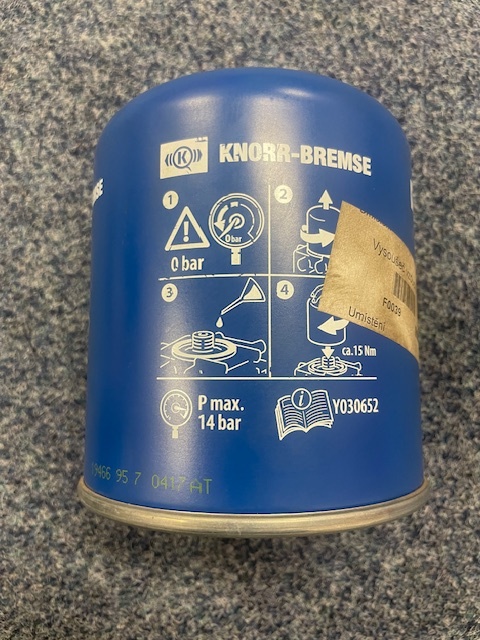 K
KNORR-BREMSE
1
0 bar
0 bar
2
Vysoušeč
F0039
Umístění
3
4
ca.15 Nm
P max.
14 bar
i
Y030652
9466 95 7 0417 AT